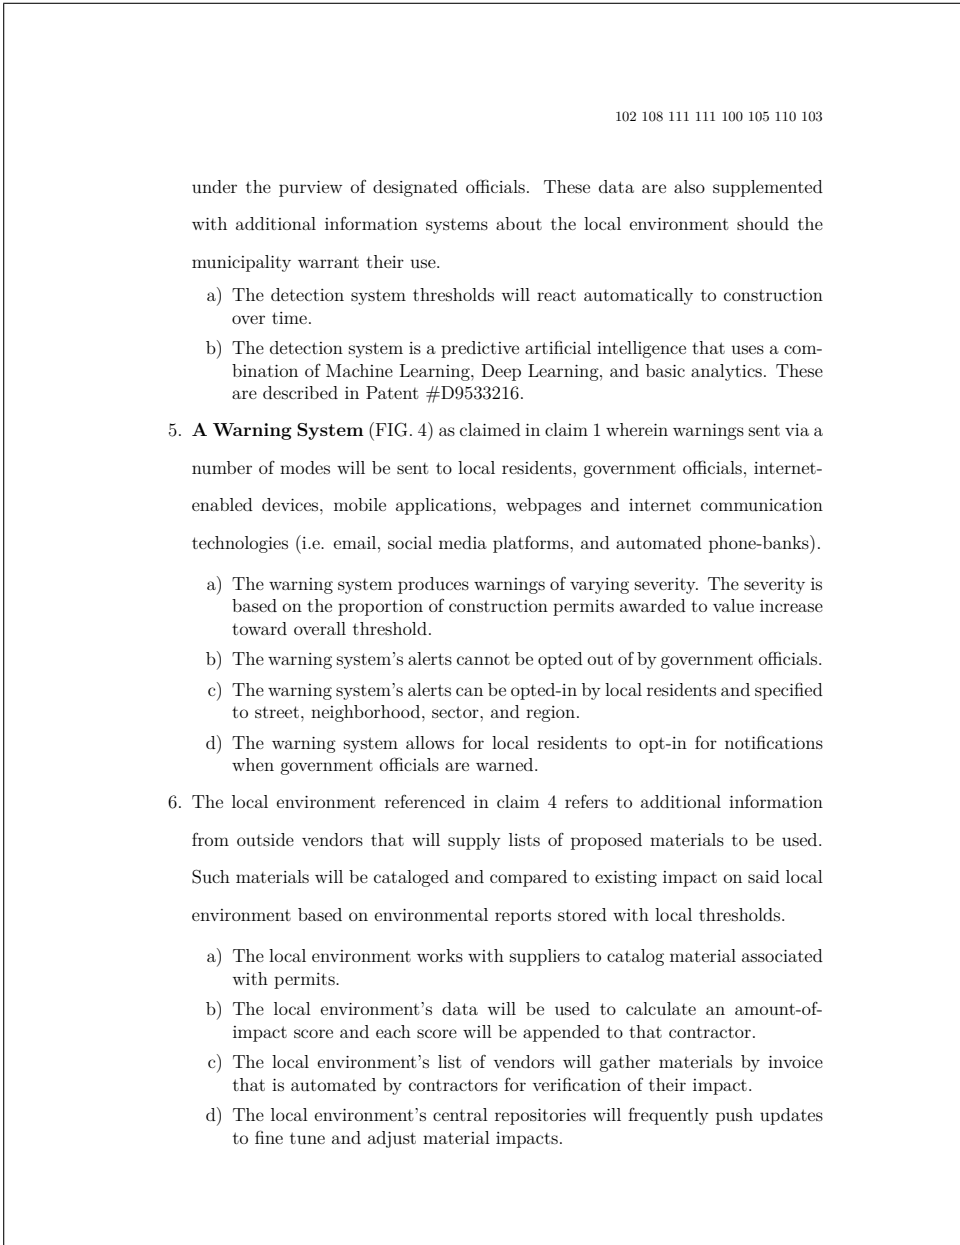 102 108 111 111 100 105 110 103
under the purview of designated officials. These data are also supplemented
with additional information systems about the local environment should the
municipality warrant their use.
a) The detection system thresholds will react automatically to construction
over time.
b) The detection system is a predictive artificial intelligence that uses a com-
bination of Machine Learning, Deep Learning, and basic analytics. These
are described in Patent #D9533216.
5. A Warning System (FIG. 4) as claimed in claim 1 wherein warnings sent via a
number of modes will be sent to local residents, government officials, internet-
enabled devices, mobile applications, webpages and internet communication
technologies (i.e. email, social media platforms, and automated phone-banks).
a) The warning system produces warnings of varying severity. The severity is
based on the proportion of construction permits awarded to value increase
toward overall threshold.
b) The warning system's alerts cannot be opted out of by government officials.
c) The warning system's alerts can be opted-in by local residents and specified
to street, neighborhood, sector, and region.
d) The warning system allows for local residents to opt-in for notifications
when government officials are warned.
6. The local environment referenced in claim 4 refers to additional information
from outside vendors that will supply lists of proposed materials to be used.
Such materials will be cataloged and compared to existing impact on said local
environment based on environmental reports stored with local thresholds.
a) The local environment works with suppliers to catalog material associated
with permits.
b) The local environment's data will be used to calculate an amount-of-
impact score and each score will be appended to that contractor.
c) The local environment's list of vendors will gather materials by invoice
that is automated by contractors for verification of their impact.
d) The local environment's central repositories will frequently push updates
to fine tune and adjust material impacts.